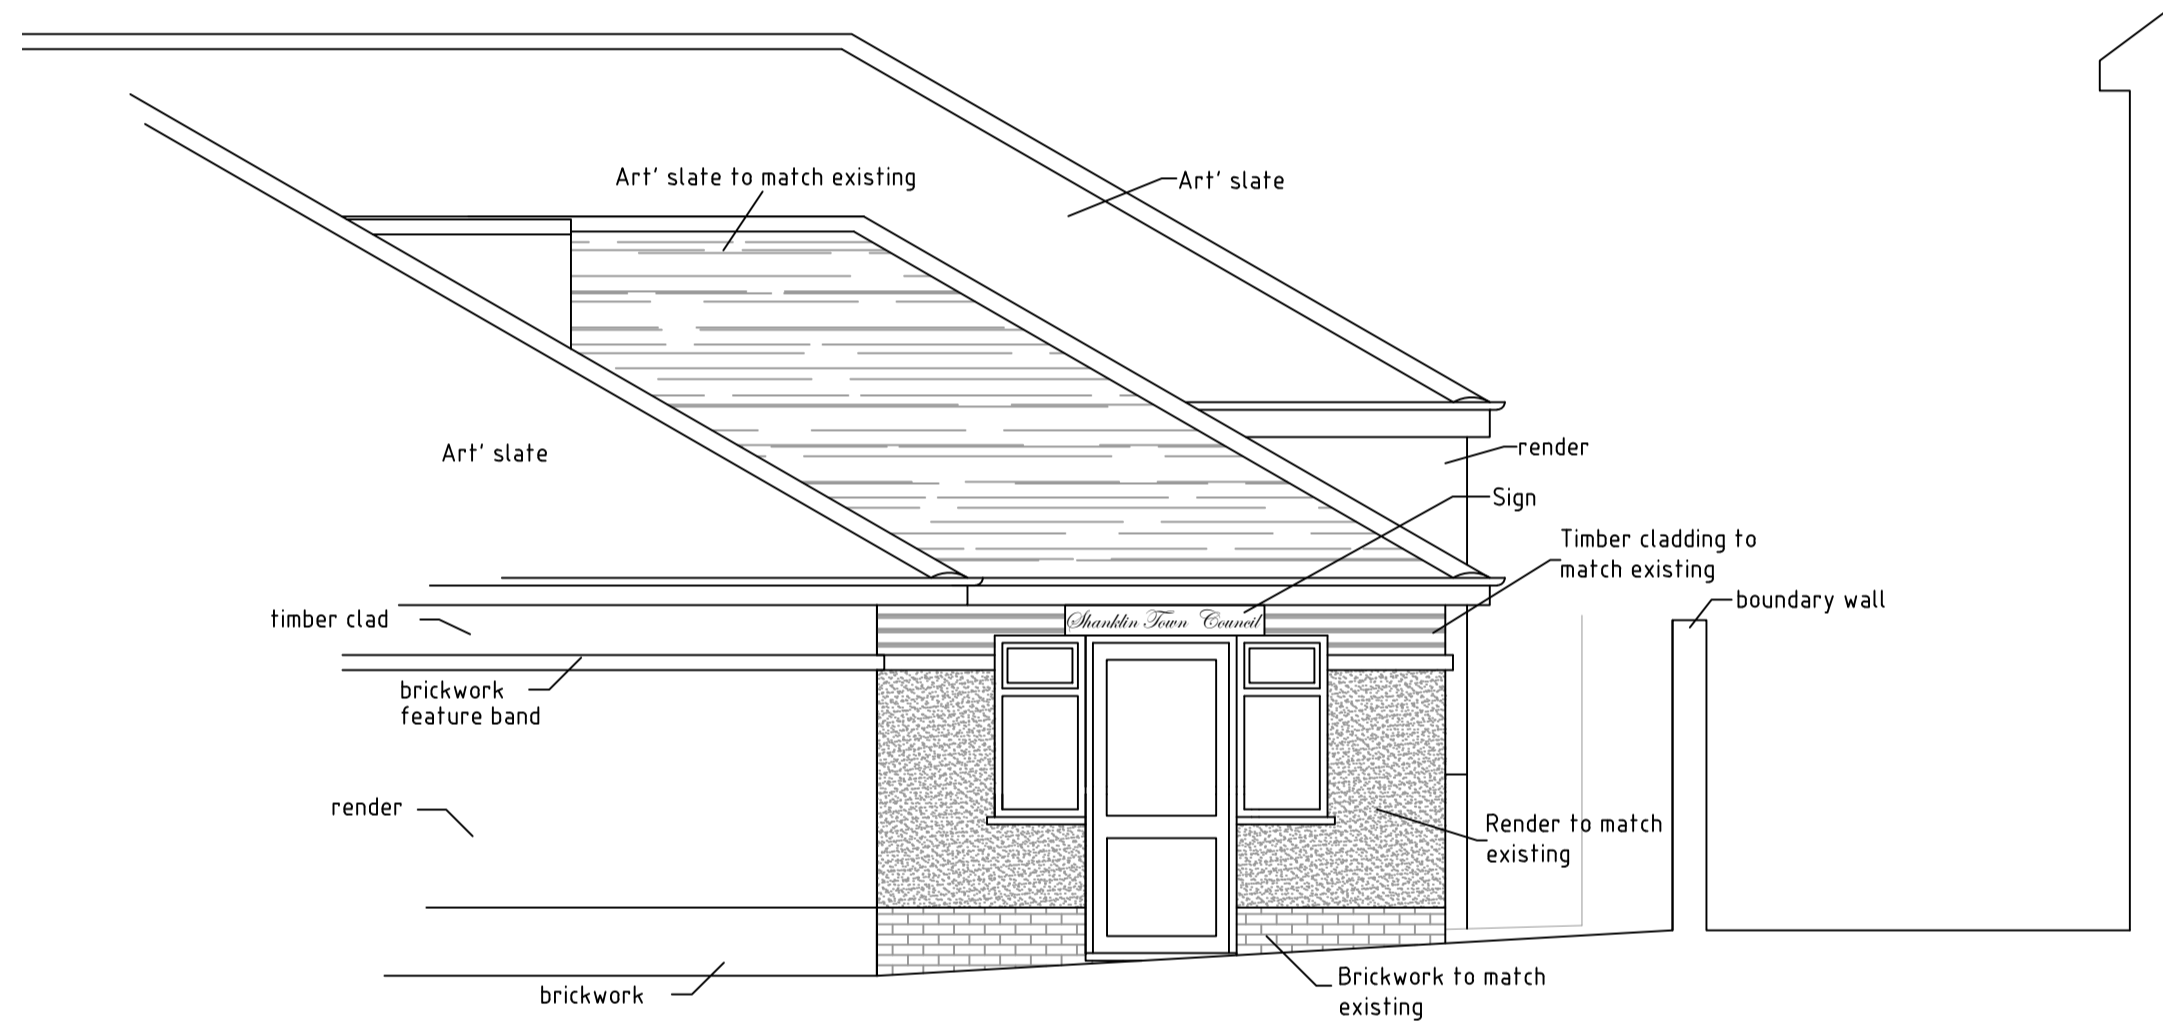 Art' slate to match existing
Art' slate
Art' slate
render
Sign
Timber cladding to
match existing
boundary wall
timber clad
Shanklin Town Council
brickwork
feature band
render
Render to match
existing
brickwork
Brickwork to match
existing